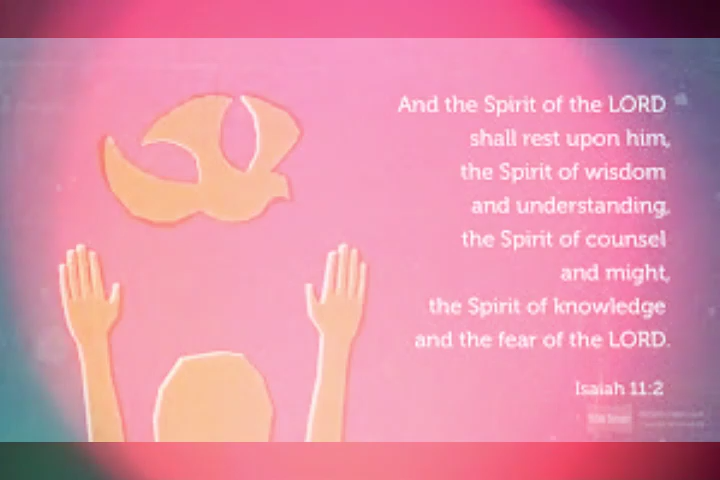 And the Spirit of the LORD
shall rest upon him,
the Spirit of wisdom
and understanding,
the Spirit of counsel
and might,
the Spirit of knowledge
and the fear of the LORD.
Isaiah 11:2